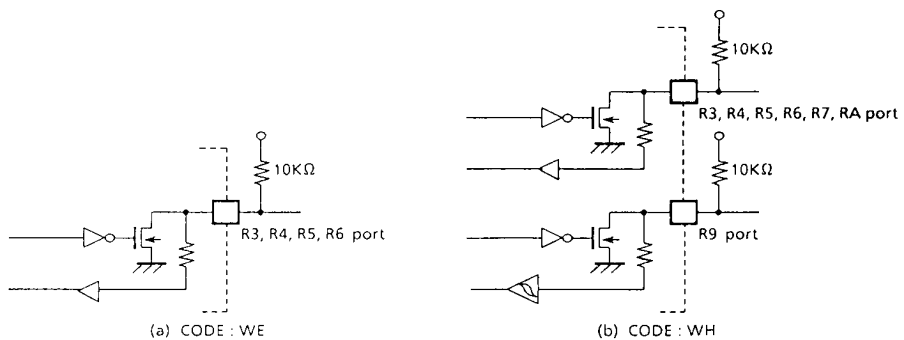 10KΩ
R3, R4, R5, R6 port
(a) CODE : WE
10KΩ
R3, R4, R5, R6, R7, RA port
10KΩ
R9 port
(b) CODE : WH